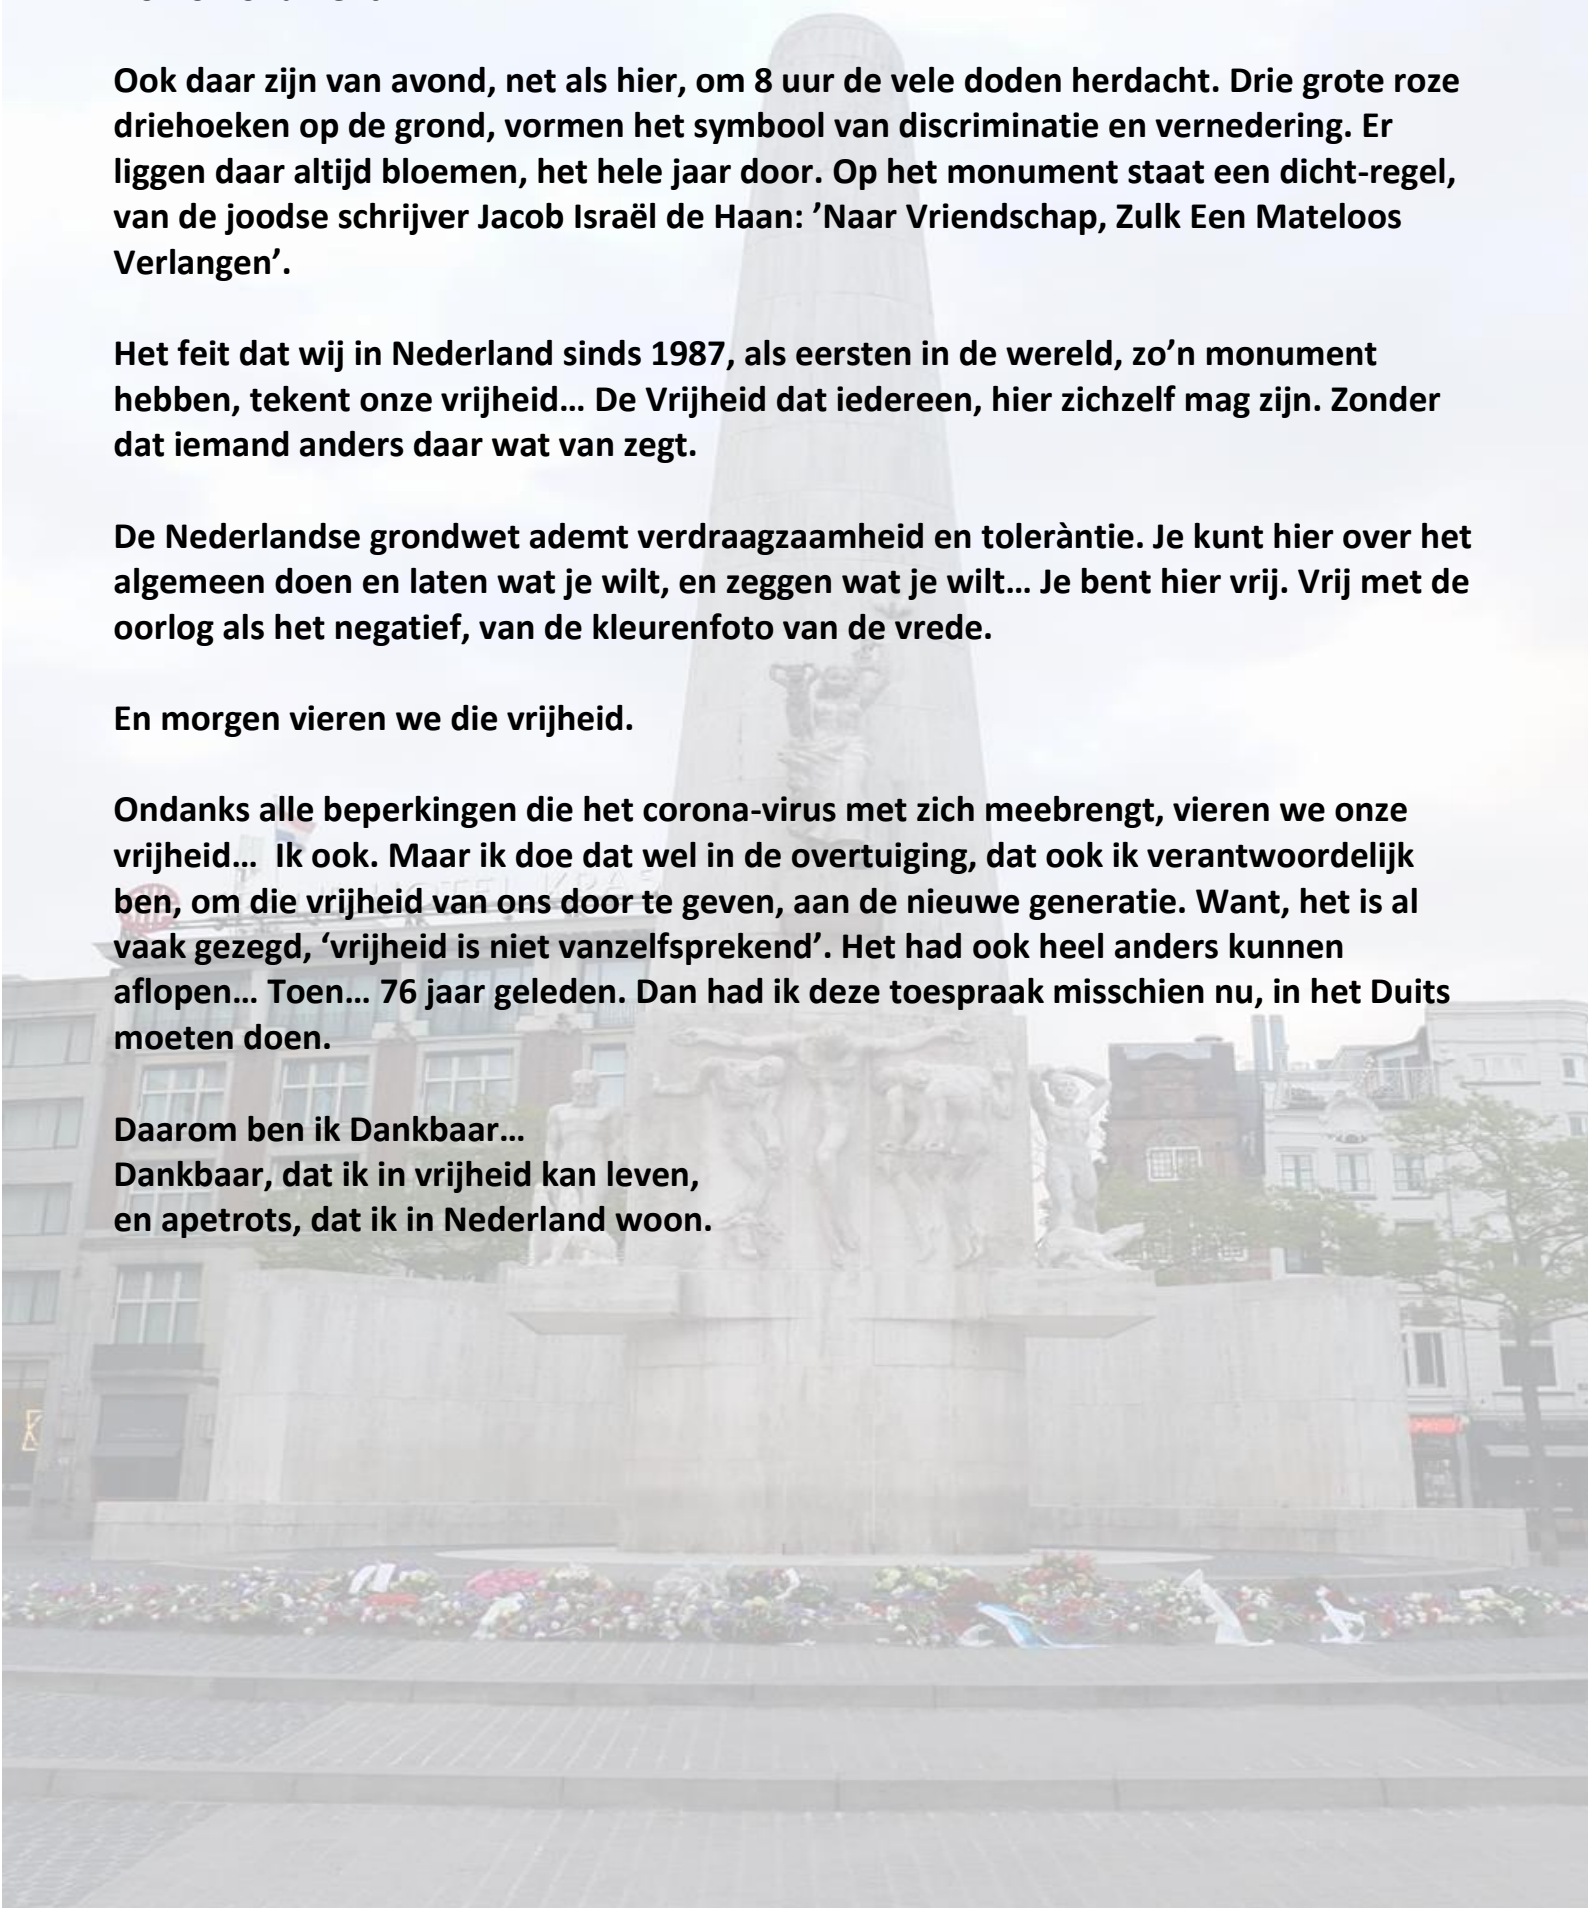 Ook daar zijn van avond, net als hier, om 8 uur de vele doden herdacht. Drie grote roze
driehoeken op de grond, vormen het symbool van discriminatie en vernedering. Er
liggen daar altijd bloemen, het hele jaar door. Op het monument staat een dicht-regel,
van de joodse schrijver Jacob Israël de Haan: ’Naar Vriendschap, Zulk Een Mateloos
Verlangen’.
Het feit dat wij in Nederland sinds 1987, als eersten in de wereld, zo’n monument
hebben, tekent onze vrijheid… De Vrijheid dat iedereen, hier zichzelf mag zijn. Zonder
dat iemand anders daar wat van zegt.
De Nederlandse grondwet ademt verdraagzaamheid en toleràntie. Je kunt hier over het
algemeen doen en laten wat je wilt, en zeggen wat je wilt… Je bent hier vrij. Vrij met de
oorlog als het negatief, van de kleurenfoto van de vrede.
En morgen vieren we die vrijheid.
Ondanks alle beperkingen die het corona-virus met zich meebrengt, vieren we onze
vrijheid…  Ik ook. Maar ik doe dat wel in de overtuiging, dat ook ik verantwoordelijk
ben, om die vrijheid van ons door te geven, aan de nieuwe generatie. Want, het is al
vaak gezegd, ‘vrijheid is niet vanzelfsprekend’. Het had ook heel anders kunnen
aflopen… Toen… 76 jaar geleden. Dan had ik deze toespraak misschien nu, in het Duits
moeten doen.
Daarom ben ik Dankbaar…
Dankbaar, dat ik in vrijheid kan leven,
en apetrots, dat ik in Nederland woon.